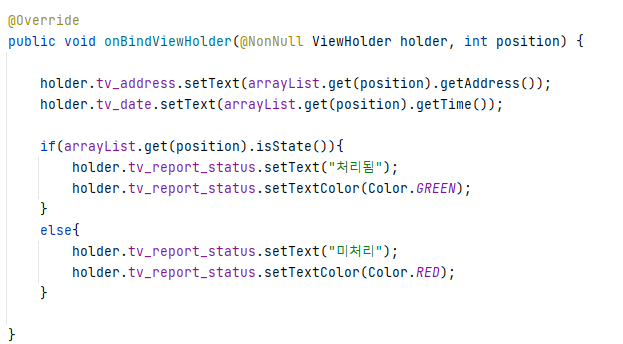 @Override
public void onBindViewHolder(@NonNull ViewHolder holder, int position) {
holder.tv_address.setText(arrayList.get(position).getAddress());
holder.tv_date.setText(arrayList.get(position).getTime());
if(arrayList.get(position).isState()){
holder.tv_report_status.setText("처리됨");
holder.tv_report_status.setTextColor(Color.GREEN);
}
else{
holder.tv_report_status.setText("미처리");
holder.tv_report_status.setTextColor(Color.RED);
}
}